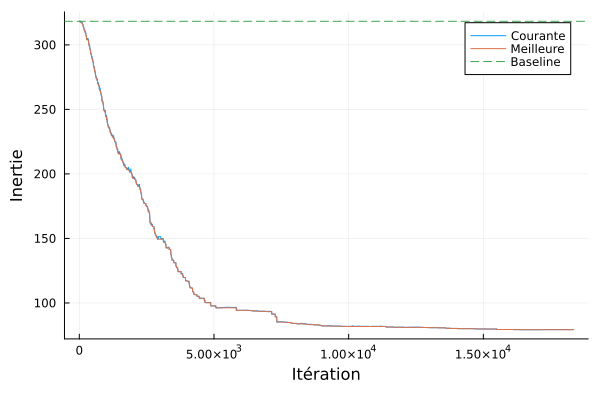 Inertie
300
250
200
150
100
Courante
Meilleure
Baseline
0
5.00×10³
1.00×10⁴
1.50×10⁴
Itération